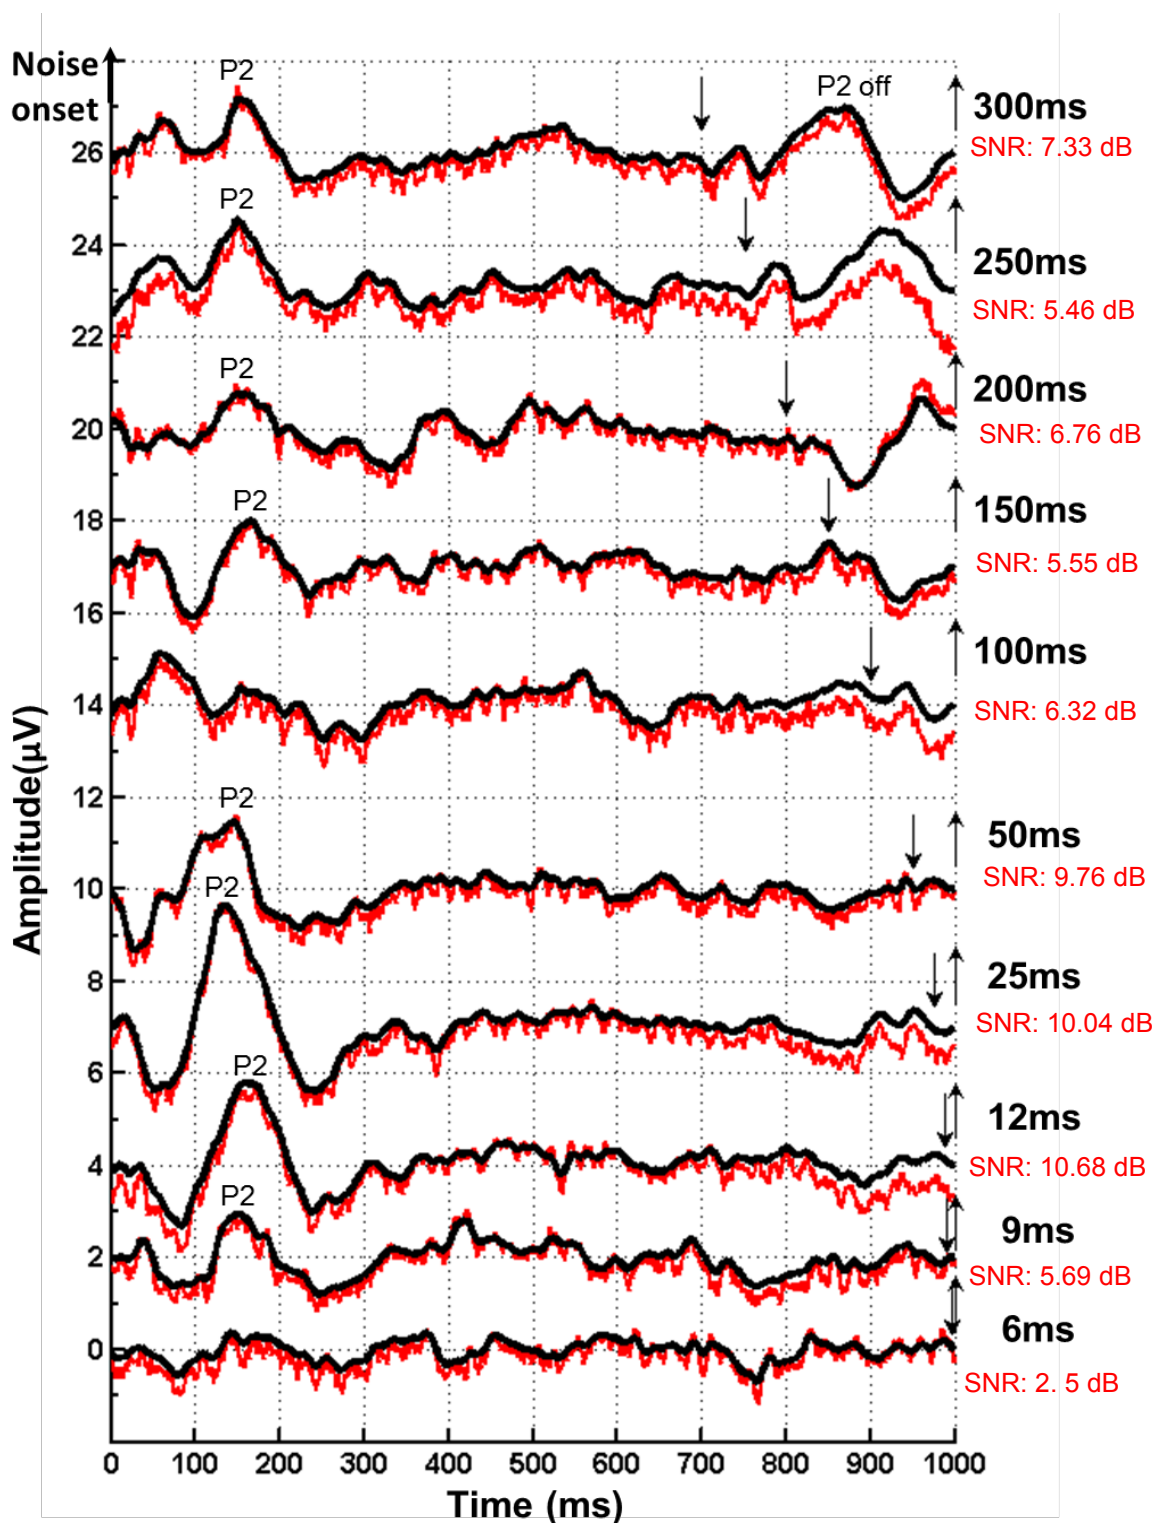 Noise
onset
P2
P2 off
300ms
SNR: 7.33 dB
26
P2
24
250ms
SNR: 5.46 dB
22
P2
200ms
20
SNR: 6.76 dB
P2
18
150ms
SNR: 5.55 dB
16
100ms
14
SNR: 6.32 dB
Amplitude(µV)
12
P2
50ms
10
P2
SNR: 9.76 dB
8
25ms
SNR: 10.04 dB
6
P2
12ms
4
SNR: 10.68 dB
P2
9ms
2
SNR: 5.69 dB
6ms
0
SNR: 2. 5 dB
0 100 200 300 400 500 600 700 800 900 1000
Time (ms)